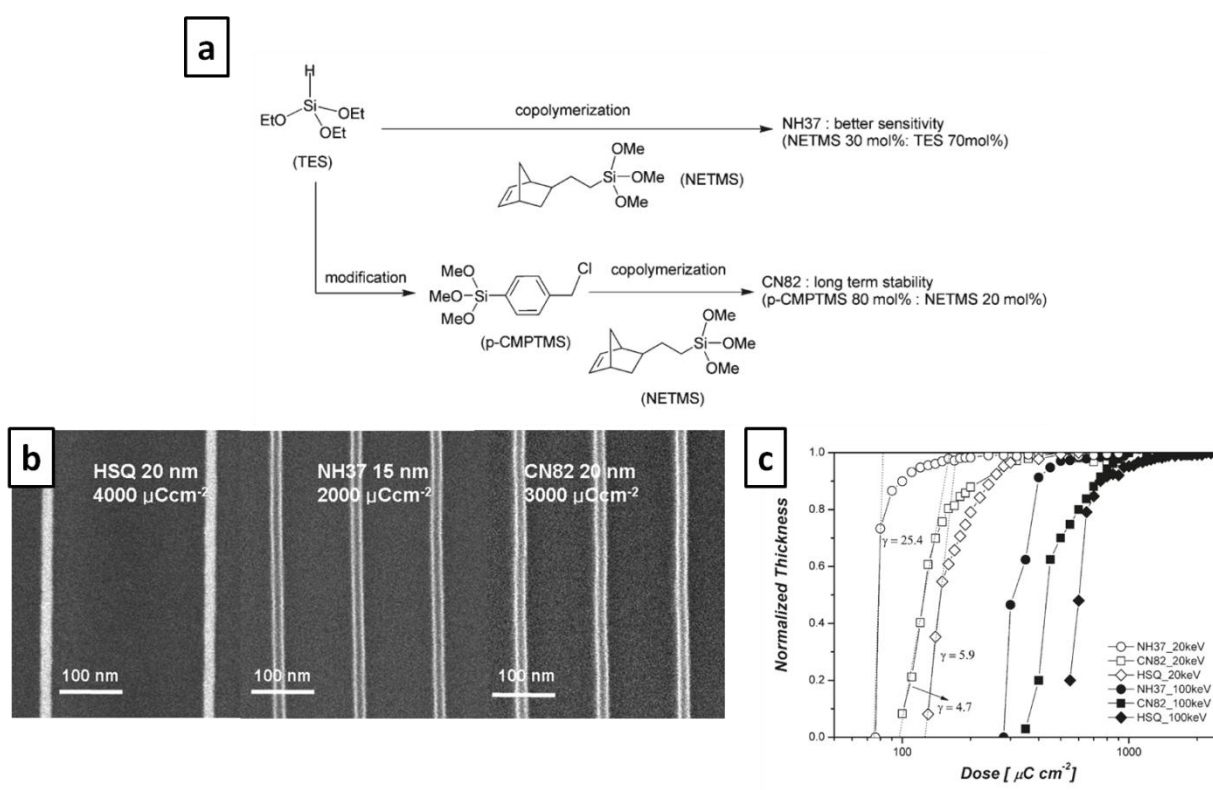 a
H
Si
EtO
OEt
OEt
(TES)
copolymerization
NH37 : better sensitivity
(NETMS 30 mol%: TES 70mol%)
OMe
Si—OMe
OMe
(NETMS)
modification
MeO
MeO—Si
MeO
Cl
(p-CMPTMS)
copolymerization
CN82 : long term stability
(p-CMPTMS 80 mol% : NETMS 20 mol%)
OMe
Si—OMe
OMe
(NETMS)
b
HSQ 20 nm
4000 µCcm-2
100 nm
NH37 15 nm
2000 µCcm-2
100 nm
CN82 20 nm
3000 µCcm-2
100 nm
c
Normalized Thickness
1.0
0.8
0.6
0.4
0.2
0.0
γ = 25.4
γ = 5.9
γ = 4.7
NH37_20keV
CN82_20keV
HSQ_20keV
NH37_100keV
CN82_100keV
HSQ_100keV
100
1000
Dose [ µC cm-2]